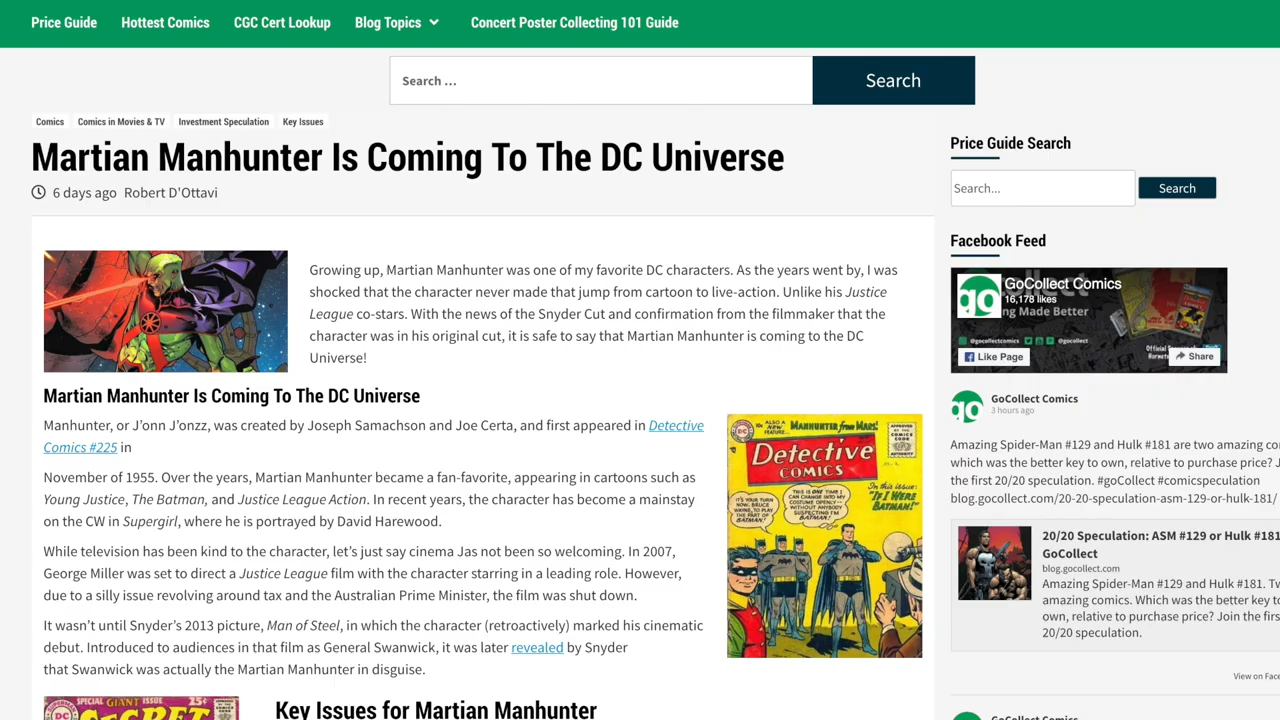 Price Guide Hottest Comics CGC Cert Lookup Blog Topics Concert Poster Collecting 101 Guide
Search … Search
Comics Comics in Movies & TV Investment Speculation Key Issues
Martian Manhunter Is Coming To The DC Universe
6 days ago Robert D'Ottavi
Growing up, Martian Manhunter was one of my favorite DC characters. As the years went by, I was
shocked that the character never made that jump from cartoon to live-action. Unlike his Justice
League co-stars. With the news of the Snyder Cut and confirmation from the filmmaker that the
character was in his original cut, it is safe to say that Martian Manhunter is coming to the DC
Universe!
Martian Manhunter Is Coming To The DC Universe
Manhunter, or J'onn J'onzz, was created by Joseph Samachson and Joe Certa, and first appeared in Detective
Comics #225 in
November of 1955. Over the years, Martian Manhunter became a fan-favorite, appearing in cartoons such as
Young Justice, The Batman, and Justice League Action. In recent years, the character has become a mainstay
on the CW in Supergirl, where he is portrayed by David Harewood.
While television has been kind to the character, let's just say cinema Jas not been so welcoming. In 2007,
George Miller was set to direct a Justice League film with the character starring in a leading role. However,
due to a silly issue revolving around tax and the Australian Prime Minister, the film was shut down.
It wasn't until Snyder's 2013 picture, Man of Steel, in which the character (retroactively) marked his cinematic
debut. Introduced to audiences in that film as General Swanwick, it was later revealed by Snyder
that Swanwick was actually the Martian Manhunter in disguise.
ALSO A NEW FEATURE... MANHUNTER from MARS!
DC
APPROVED BY THE COMICS CODE AUTHORITY
Detective
COMICS
In this issue:
"IF I WERE BATMAN!"
IT'S YOUR TURN, BRUCE WAYNE, TO PLAY THE PART OF BATMAN!
THIS IS ONE TIME I CAN CHANGE INTO MY COSTUME OPENLY-- WITHOUT ANYBODY SUSPECTING I'M BATMAN!
SPECIAL GIANT ISSUE 25¢
DC
SECRET
Key Issues for Martian Manhunter
Price Guide Search
Search... Search
Facebook Feed
go GoCollect Comics
16,178 likes
ng Made Better
@gocollectcomics @gocollect
Like Page Share
go GoCollect Comics
3 hours ago
Amazing Spider-Man #129 and Hulk #181 are two amazing co
which was the better key to own, relative to purchase price? J
the first 20/20 speculation. #goCollect #comicspeculation
blog.gocollect.com/20-20-speculation-asm-129-or-hulk-181/
20/20 Speculation: ASM #129 or Hulk #181
GoCollect
blog.gocollect.com
Amazing Spider-Man #129 and Hulk #181. Tw
amazing comics. Which was the better key to
own, relative to purchase price? Join the firs
20/20 speculation.
View on Face
GoCollect Comics